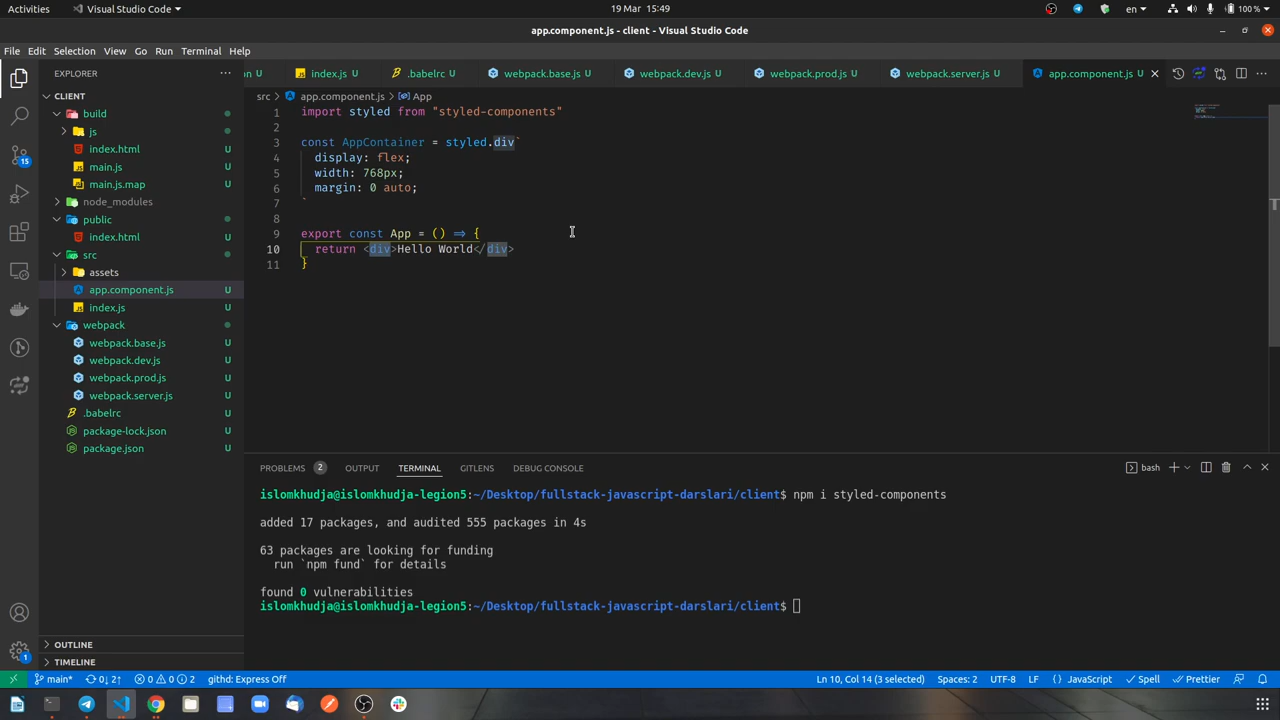 Activities
Visual Studio Code
19 Mar 15:49
en
100 %
app.component.js - client - Visual Studio Code
File Edit Selection View Go Run Terminal Help
EXPLORER
n U
index.js U
.babelrc U
webpack.base.js U
webpack.dev.js U
webpack.prod.js U
webpack.server.js U
app.component.js U
CLIENT
build
js
index.html U
main.js U
main.js.map U
node_modules
public
index.html U
src
assets
app.component.js U
index.js U
webpack
webpack.base.js U
webpack.dev.js U
webpack.prod.js U
webpack.server.js U
.babelrc U
package-lock.json U
package.json U
OUTLINE
TIMELINE
15
1
src > app.component.js > App
1 import styled from "styled-components"
2
3 const AppContainer = styled.div`
4 display: flex;
5 width: 768px;
6 margin: 0 auto;
7 `
8
9 export const App = () => {
10 return <div>Hello World</div>
11 }
PROBLEMS 2 OUTPUT TERMINAL GITLENS DEBUG CONSOLE
bash
islomkhudja@islomkhudja-legion5:~/Desktop/fullstack-javascript-darslari/client$ npm i styled-components
added 17 packages, and audited 555 packages in 4s
63 packages are looking for funding
run `npm fund` for details
found 0 vulnerabilities
islomkhudja@islomkhudja-legion5:~/Desktop/fullstack-javascript-darslari/client$
main* 0↓ 2↑ 0 0 2 githd: Express Off
Ln 10, Col 14 (3 selected) Spaces: 2 UTF-8 LF JavaScript Spell Prettier